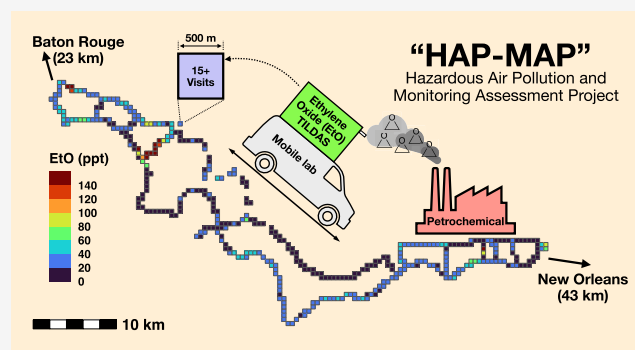 Baton Rouge
(23 km)
500 m
15+
Visits
"HAP-MAP"
Hazardous Air Pollution and
Monitoring Assessment Project
Ethylene
Oxide (EtO)
TILDAS
Mobile lab
Petrochemical
EtO (ppt)
140
120
100
80
60
40
20
0
New Orleans
(43 km)
10 km